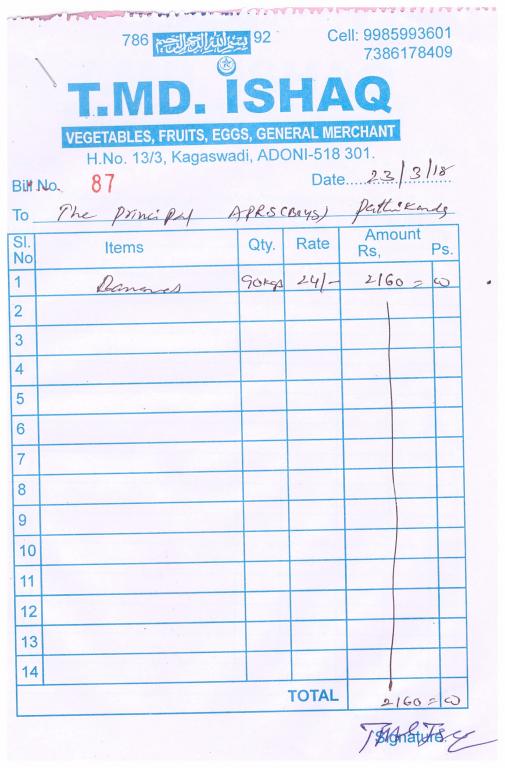 786 بسم الله الرحمن الرحيم 92
Cell: 9985993601
7386178409
T.MD. ISHAQ
VEGETABLES, FRUITS, EGGS, GENERAL MERCHANT
H.No. 13/3, Kagaswadi, ADONI-518 301.
Bill No. 87 Date.....23/3/18
To The principal APRS (Boys)
Sl. No Items Qty. Rate Amount Rs, Ps.
1 Bananas 90kgs 24/- 2160 = 00
2
3
4
5
6
7
8
9
10
11
12
13
14
TOTAL 2160 = 00
Signature.